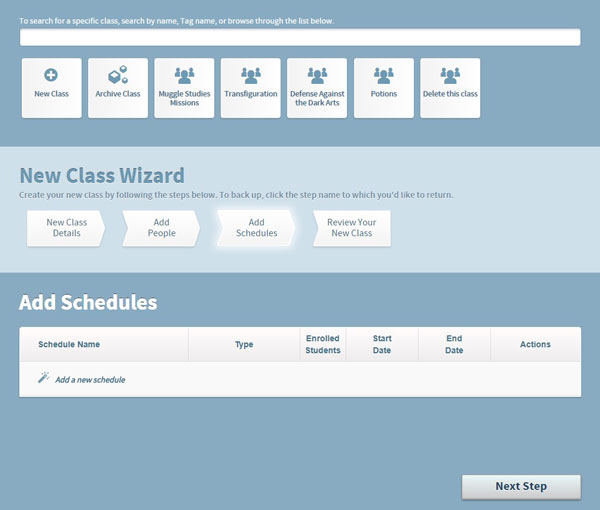 To search for a specific class, search by name, Tag name, or browse through the list below.
New Class
Archive Class
Muggle Studies
Missions
Transfiguration
Defense Against
the Dark Arts
Potions
Delete this class
New Class Wizard
Create your new class by following the steps below. To back up, click the step name to which you'd like to return.
New Class
Details
Add
People
Add
Schedules
Review Your
New Class
Add Schedules
Schedule Name
Type
Enrolled
Students
Start
Date
End
Date
Actions
Add a new schedule
Next Step